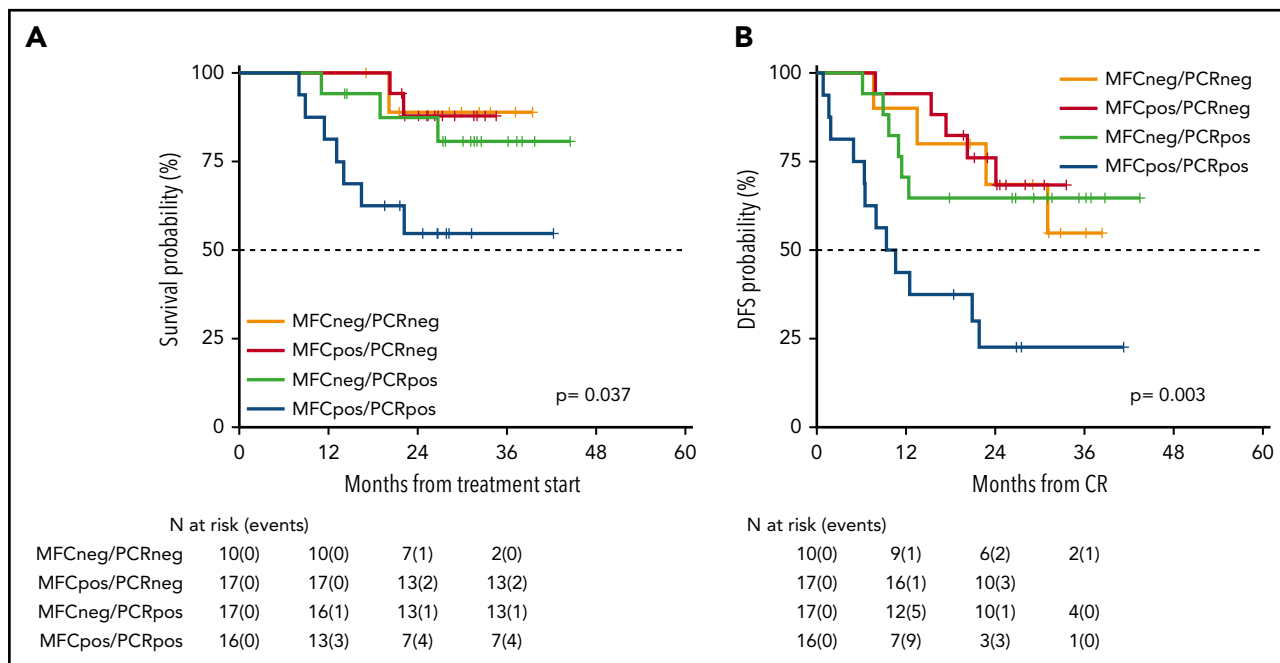 A
Survival probability (%)
100
75
50
25
0
MFCneg/PCRneg
MFCpos/PCRneg
MFCneg/PCRpos
MFCpos/PCRpos
p= 0.037
0 12 24 36 48 60
Months from treatment start
N at risk (events)
MFCneg/PCRneg 10(0) 10(0) 7(1) 2(0)
MFCpos/PCRneg 17(0) 17(0) 13(2) 13(2)
MFCneg/PCRpos 17(0) 16(1) 13(1) 13(1)
MFCpos/PCRpos 16(0) 13(3) 7(4) 7(4)
B
DFS probability (%)
100
75
50
25
0
MFCneg/PCRneg
MFCpos/PCRneg
MFCneg/PCRpos
MFCpos/PCRpos
p= 0.003
0 12 24 36 48 60
Months from CR
N at risk (events)
10(0) 9(1) 6(2) 2(1)
17(0) 16(1) 10(3)
17(0) 12(5) 10(1) 4(0)
16(0) 7(9) 3(3) 1(0)